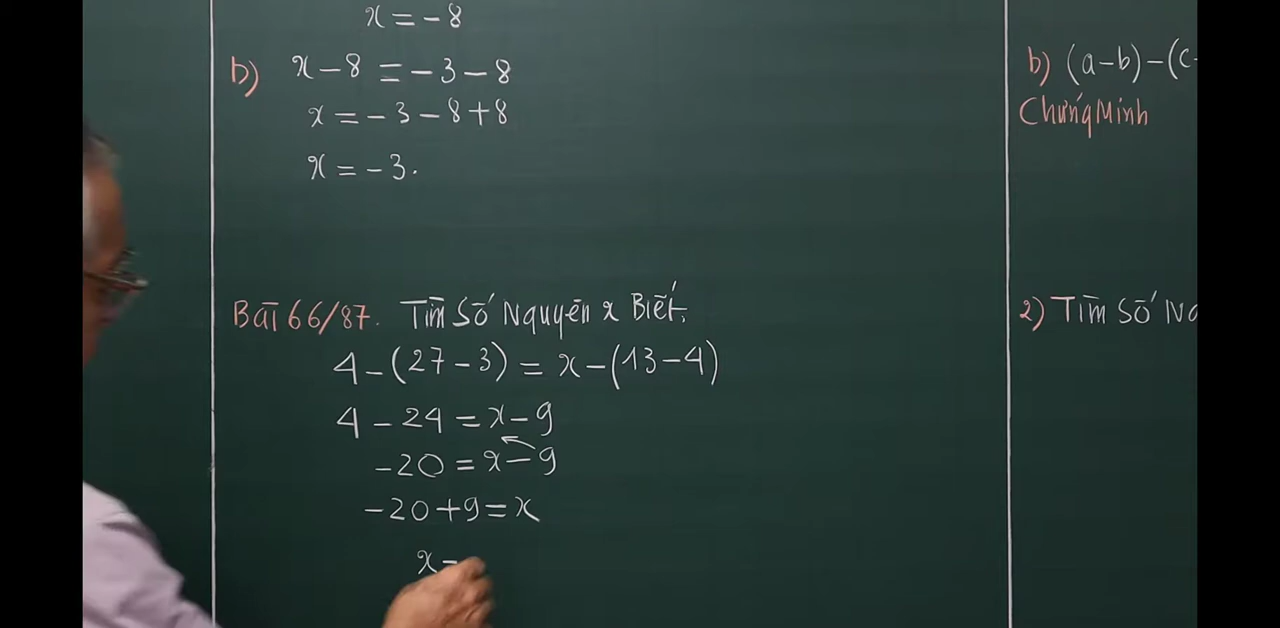 x = -8
b) x - 8 = -3 - 8
x = -3 - 8 + 8
x = -3.
Bài 66/87. Tìm Số Nguyên x Biết.
4 - (27 - 3) = x - (13 - 4)
4 - 24 = x - 9
-20 = x - 9
-20 + 9 = x
x =
b) (a - b) - (c -
Chứng Minh
2) Tìm Số Ng